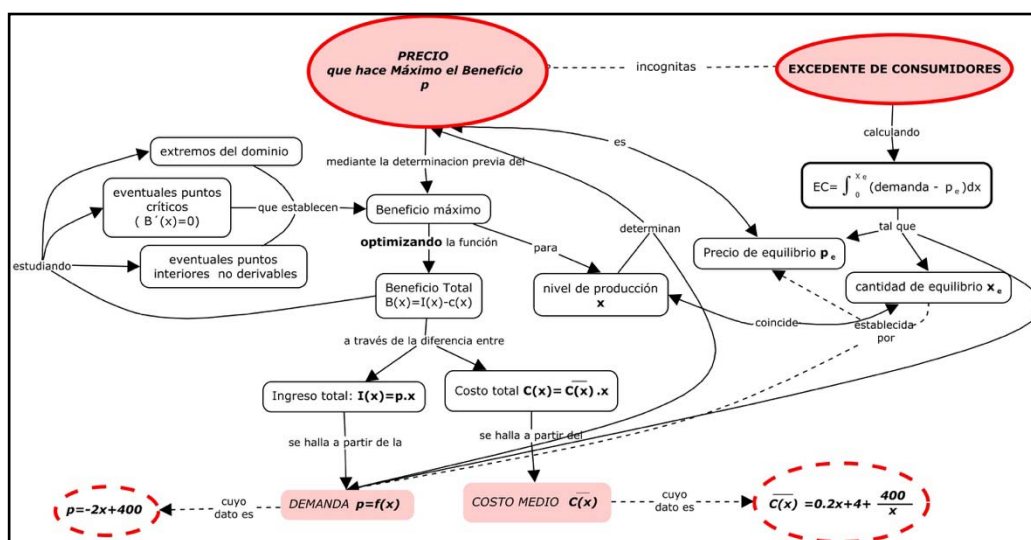 PRECIO
que hace Máximo el Beneficio
p
incognitas
EXCEDENTE DE CONSUMIDORES
calculando
es
extremos del dominio
mediante la determinacion previa del
EC= ∫₀^{x e} (demanda - p e)dx
eventuales puntos
críticos
( B´(x)=0)
que establecen
Beneficio máximo
determinan
tal que
optimizando la función
para
Precio de equilibrio p e
estudiando
eventuales puntos
interiores no derivables
Beneficio Total
B(x)=I(x)-c(x)
nivel de producción
x
cantidad de equilibrio x e
coincide
establecida
por
a través de la diferencia entre
Ingreso total: I(x)=p.x
Costo total C(x)= C̅(̅x̅)̅ .x
se halla a partir de la
se halla a partir del
p=-2x+400
cuyo
dato es
DEMANDA p=f(x)
COSTO MEDIO C̅(̅x̅)̅
cuyo
dato es
C̅(̅x̅)̅ =0.2x+4+ 400/x